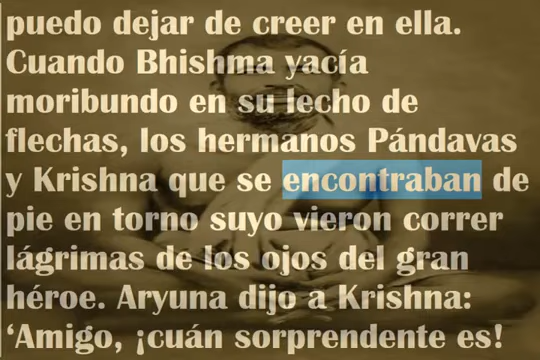 puedo dejar de creer en ella.
Cuando Bhishma yacía
moribundo en su lecho de
flechas, los hermanos Pándavas
y Krishna que se encontraban de
pie en torno suyo vieron correr
lágrimas de los ojos del gran
héroe. Aryuna dijo a Krishna:
‘Amigo, ¡cuán sorprendente es!